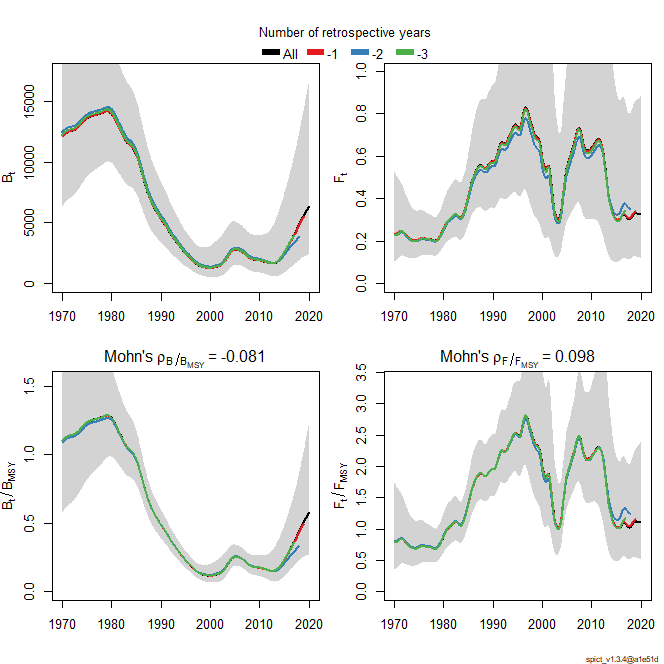 Number of retrospective years
All -1 -2 -3
Bt
0 5000 10000 15000
1970 1980 1990 2000 2010 2020
Ft
0.0 0.2 0.4 0.6 0.8 1.0
1970 1980 1990 2000 2010 2020
Mohn's ρB/BMSY = -0.081
Bt/BMSY
0.0 0.5 1.0 1.5
1970 1980 1990 2000 2010 2020
Mohn's ρF/FMSY = 0.098
Ft/FMSY
0.0 0.5 1.0 1.5 2.0 2.5 3.0 3.5
1970 1980 1990 2000 2010 2020
spict_v1.3.4@a1e51d